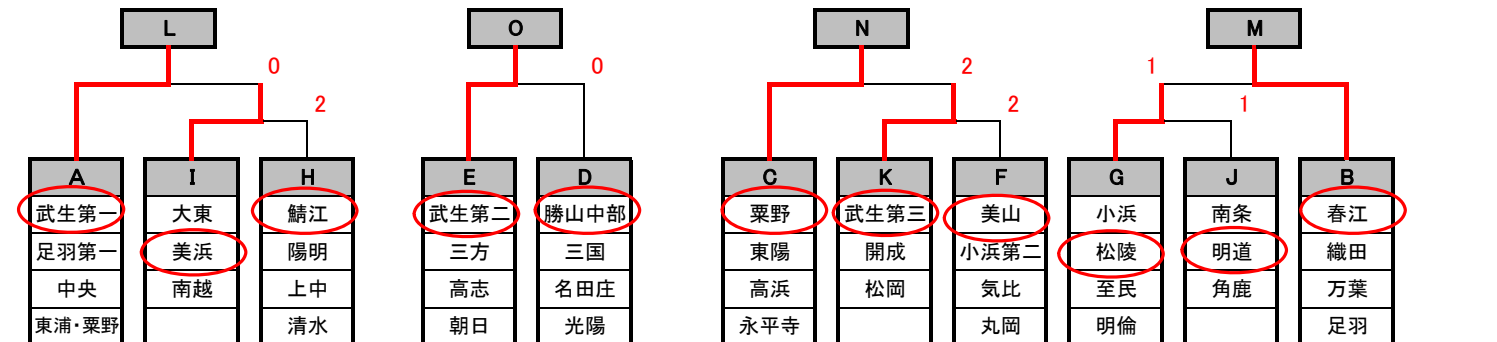 L O N M
0 0 2 1
2 2 1
A I H E D C K F G J B
武生第一 大東 鯖江 武生第二 勝山中部 粟野 武生第三 美山 小浜 南条 春江
足羽第一 美浜 陽明 三方 三国 東陽 開成 小浜第二 松陵 明道 織田
中央 南越 上中 高志 名田庄 高浜 松岡 気比 至民 角鹿 万葉
東浦・粟野 清水 朝日 光陽 永平寺 丸岡 明倫 足羽